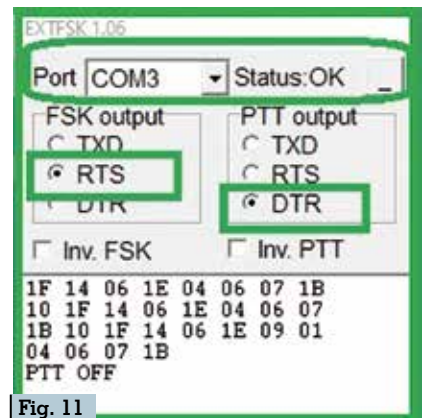 EXTFSK 1.06
Port COM3 Status:OK _
FSK output PTT output
TXD TXD
RTS RTS
DTR DTR
Inv. FSK Inv. PTT
1F 14 06 1E 04 06 07 1B
10 1F 14 06 1E 04 06 07
1B 10 1F 14 06 1E 09 01
04 06 07 1B
PTT OFF
Fig. 11